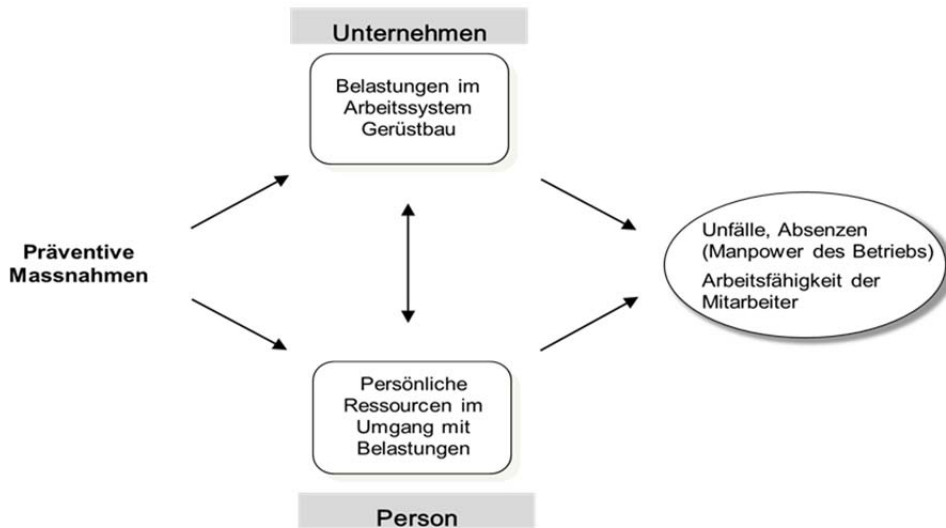 Unternehmen
Belastungen im
Arbeitssystem
Gerüstbau
Präventive
Massnahmen
Unfälle, Absenzen
(Manpower des Betriebs)
Arbeitsfähigkeit der
Mitarbeiter
Persönliche
Ressourcen im
Umgang mit
Belastungen
Person